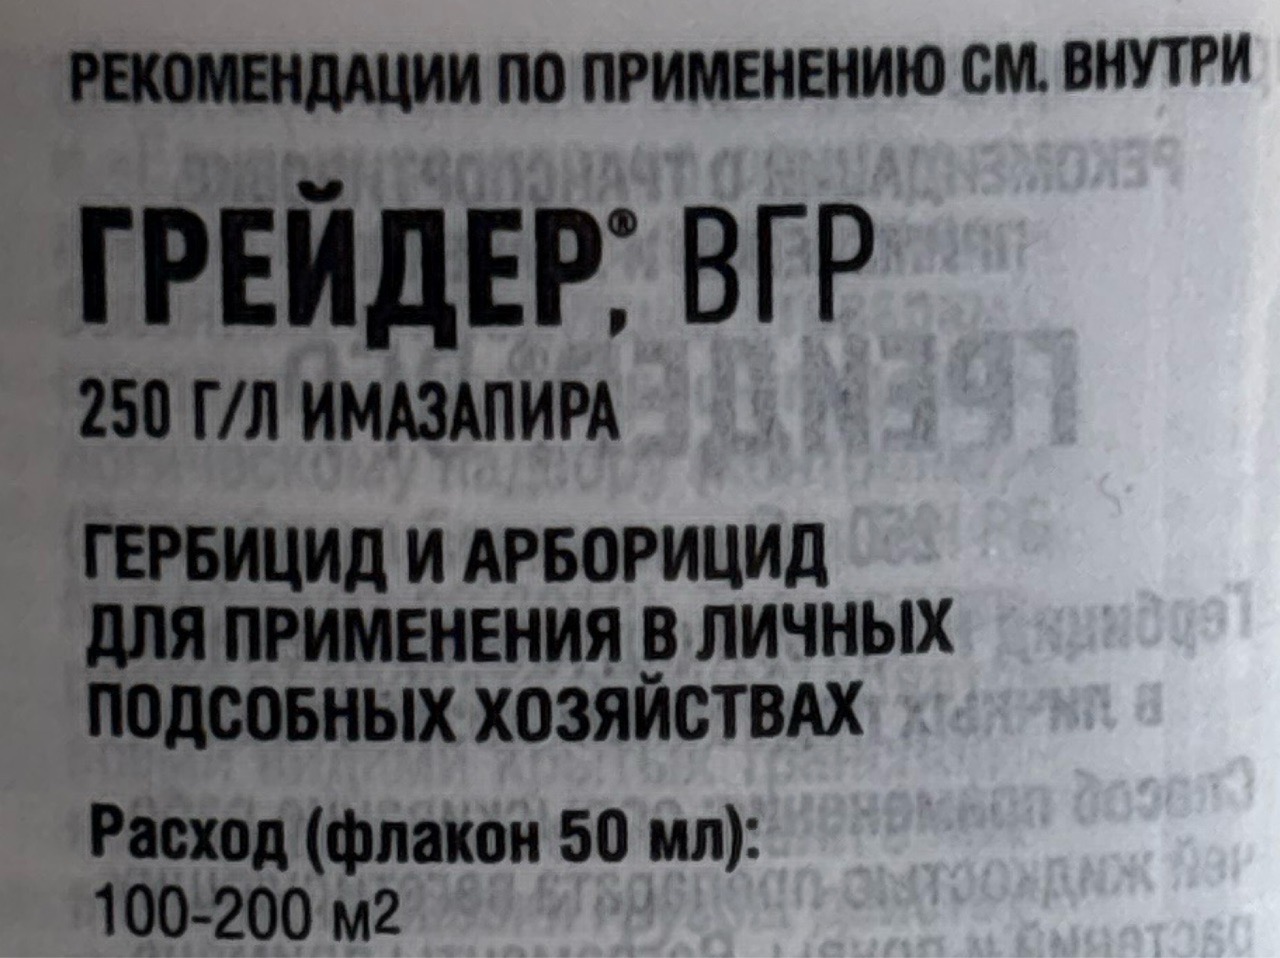 РЕКОМЕНДАЦИИ ПО ПРИМЕНЕНИЮ СМ. ВНУТРИ
ГРЕЙДЕР®, ВГР
250 Г/Л ИМАЗАПИРА
ГЕРБИЦИД И АРБОРИЦИД
ДЛЯ ПРИМЕНЕНИЯ В ЛИЧНЫХ
ПОДСОБНЫХ ХОЗЯЙСТВАХ
Расход (флакон 50 мл):
100-200 м2